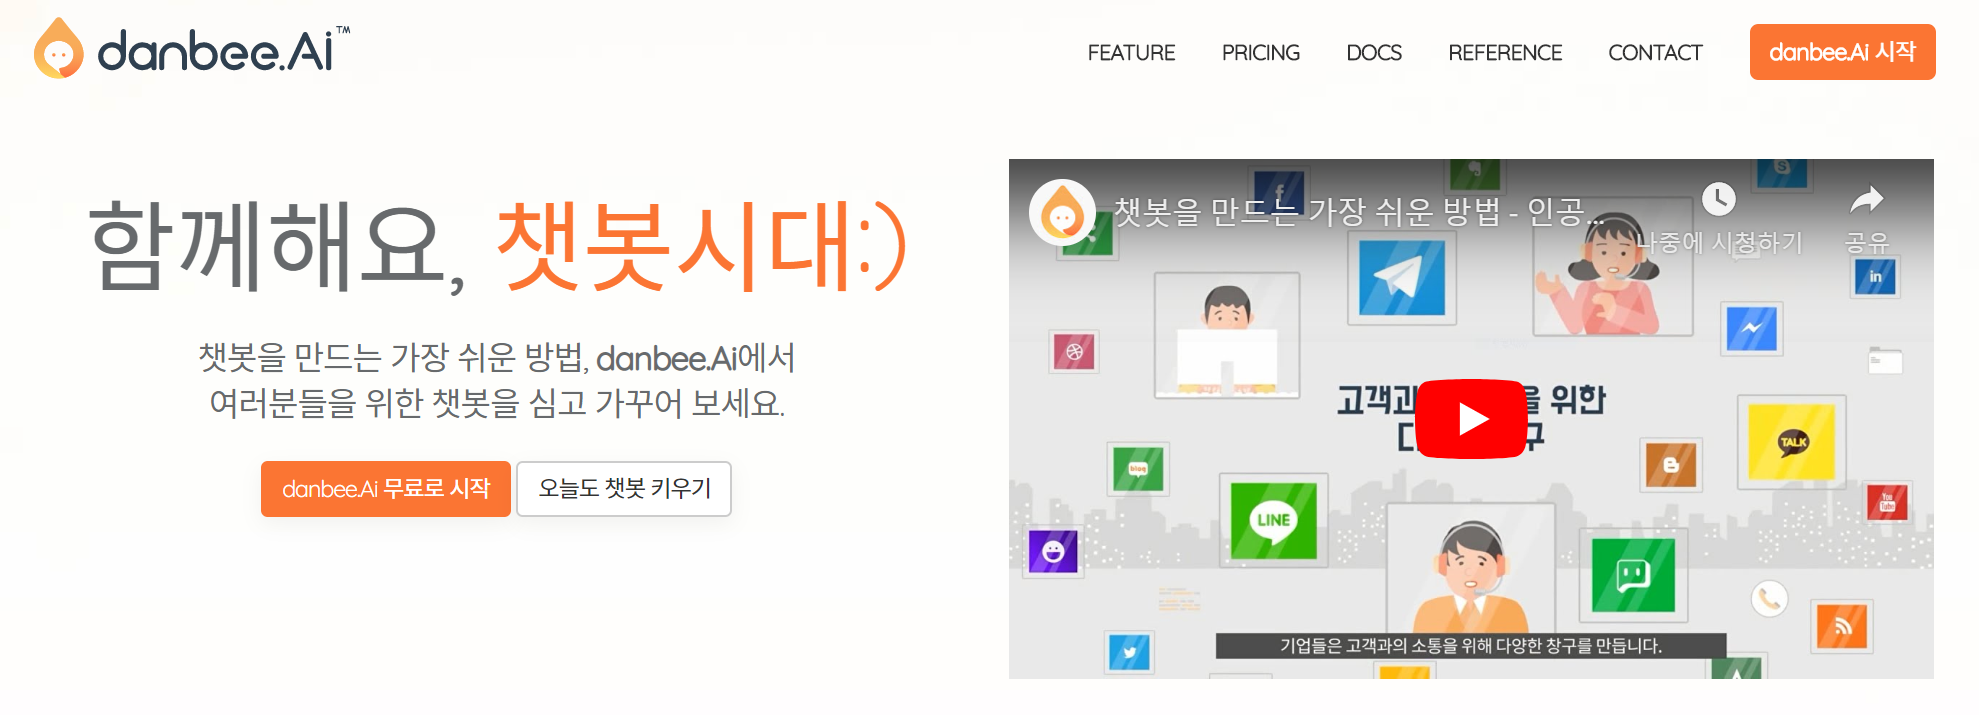 danbee.Ai™
FEATURE PRICING DOCS REFERENCE CONTACT danbee.Ai 시작
함께해요, 챗봇시대:)
챗봇을 만드는 가장 쉬운 방법, danbee.Ai에서
여러분들을 위한 챗봇을 심고 가꾸어 보세요.
danbee.Ai 무료로 시작 오늘도 챗봇 키우기
챗봇을 만드는 가장 쉬운 방법 - 인공...
나중에 시청하기 공유
in
고객과 을 위한
구
TALK
blog
You
Tube
LINE
기업들은 고객과의 소통을 위해 다양한 창구를 만듭니다.